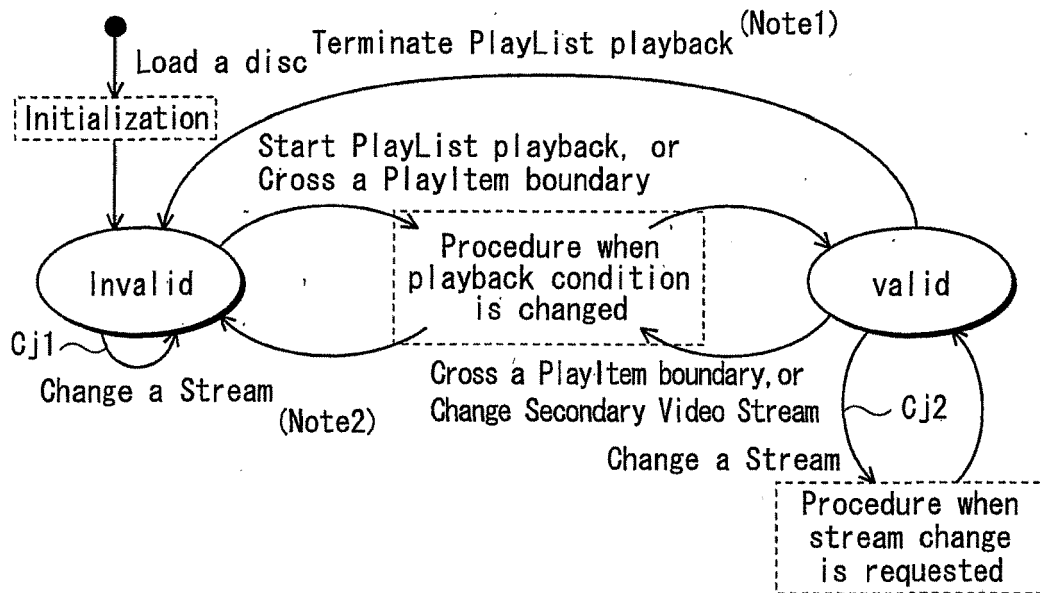 Terminate PlayList playback (Note1)
Load a disc
Initialization
Start PlayList playback, or
Cross a PlayItem boundary
Invalid
Procedure when
playback condition
is changed
valid
Cj1
Change a Stream
(Note2)
Cross a PlayItem boundary, or
Change Secondary Video Stream
Cj2
Change a Stream
Procedure when
stream change
is requested